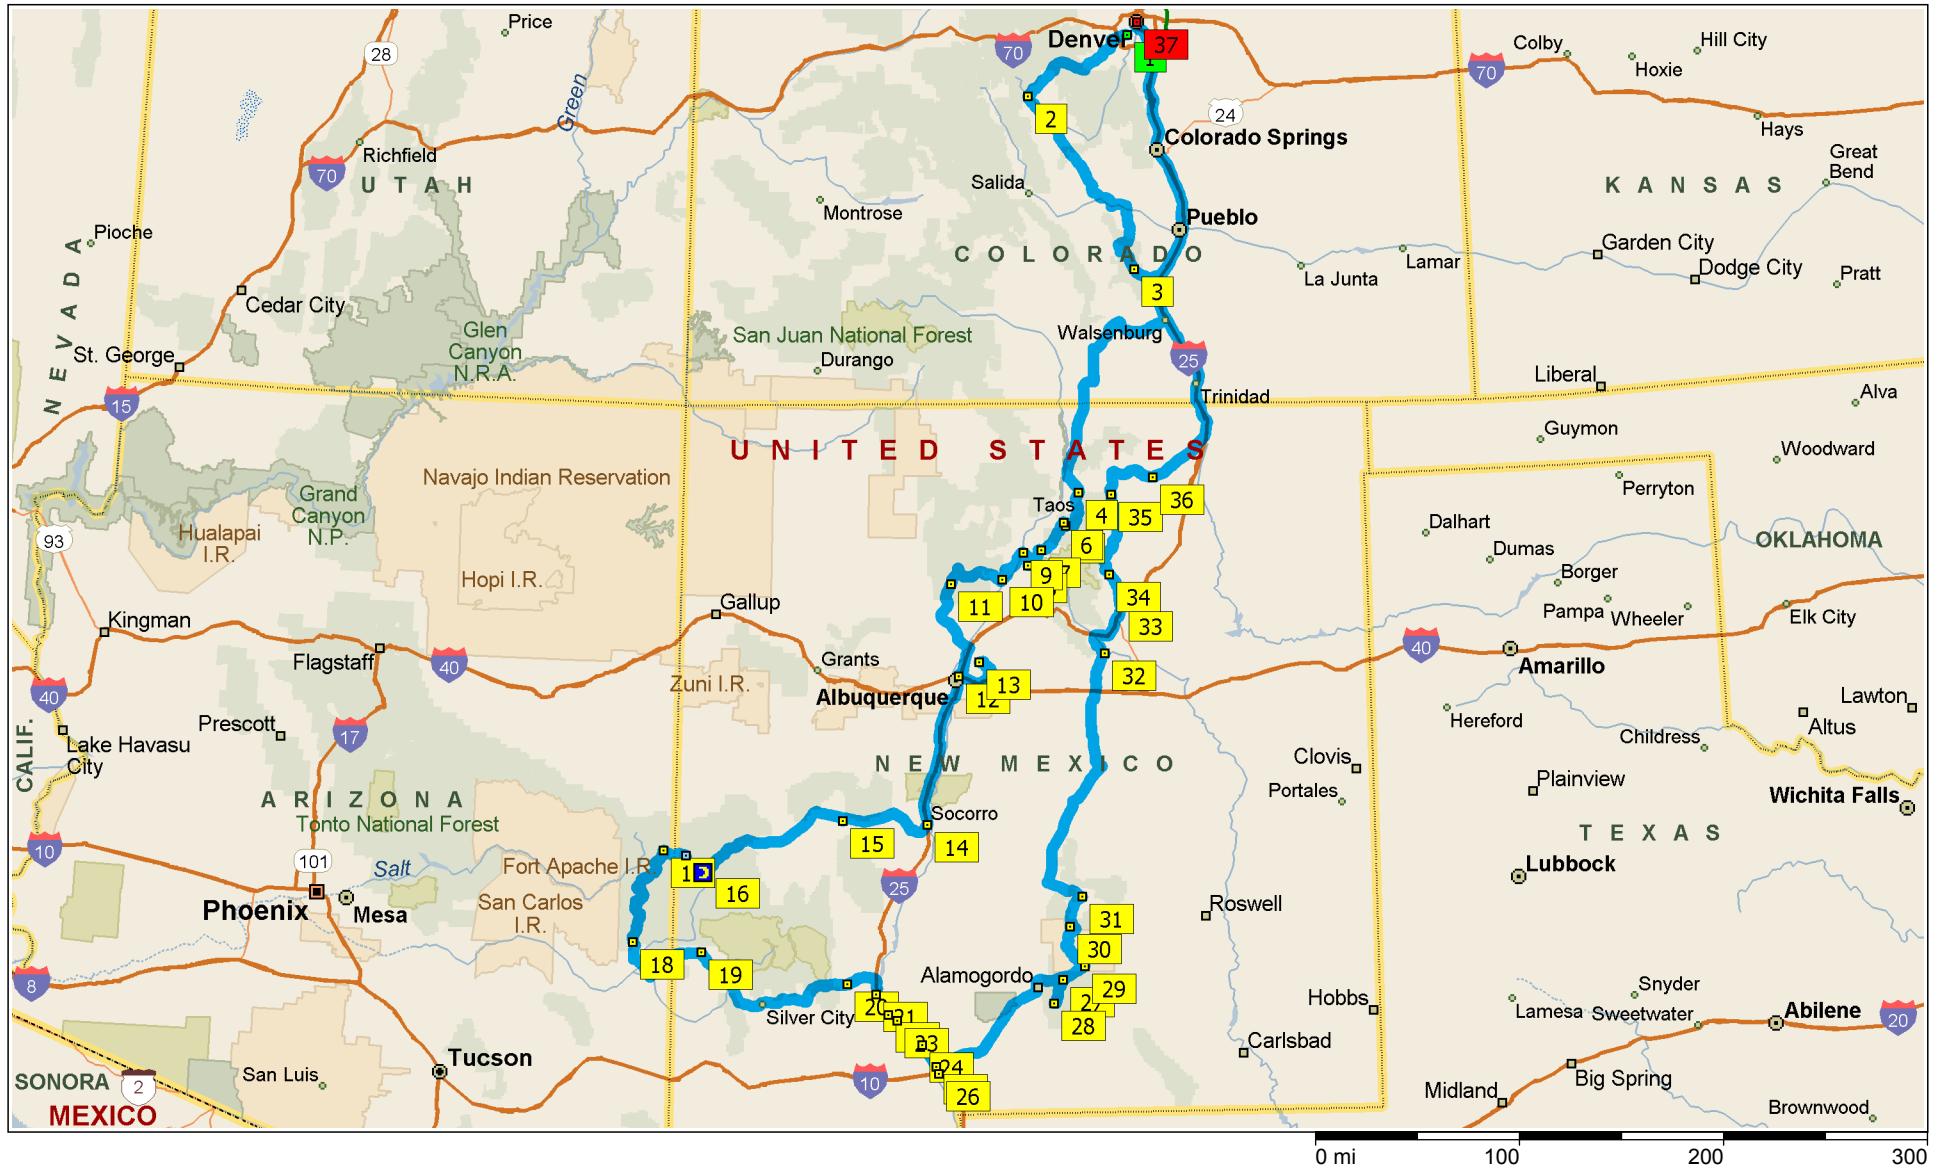 Price
28
70
Denver
37
1
Colby
Hill City
Hoxie
70
Green
2
24
Colorado Springs
Hays
Richfield
70
U T A H
Salida
Montrose
Great
Bend
K A N S A S
Pueblo
Pioche
N E V A D A
C O L O R A D O
Garden City
Lamar
La Junta
Dodge City
Pratt
Cedar City
3
Glen
Canyon
N.R.A.
San Juan National Forest
Walsenburg
Durango
25
St. George
15
Liberal
Trinidad
Alva
Guymon
U N I T E D S T A T E S
Woodward
Navajo Indian Reservation
Grand
Canyon
N.P.
Perryton
36
Taos
4
35
Hualapai
I.R.
93
Dalhart
OKLAHOMA
6
Dumas
Hopi I.R.
9
7
Borger
Gallup
11
10
34
Pampa
Wheeler
Elk City
Kingman
33
40
Flagstaff
40
Grants
Amarillo
Zuni I.R.
32
13
12
Albuquerque
40
Lawton
Prescott
17
Hereford
Altus
Lake Havasu
City
CALIF.
Childress
Clovis
N E W M E X I C O
Plainview
Portales
Wichita Falls
A R I Z O N A
Tonto National Forest
Socorro
T E X A S
10
15
14
101
Salt
Fort Apache I.R.
Lubbock
1
16
25
San Carlos
I.R.
Phoenix
Mesa
Roswell
31
30
18
19
Alamogordo
8
29
Snyder
Hobbs
20
21
28
Silver City
Lamesa
Sweetwater
Abilene
20
Carlsbad
23
Tucson
24
SONORA
2
San Luis
10
Big Spring
26
Midland
MEXICO
Brownwood
0 mi 100 200 300